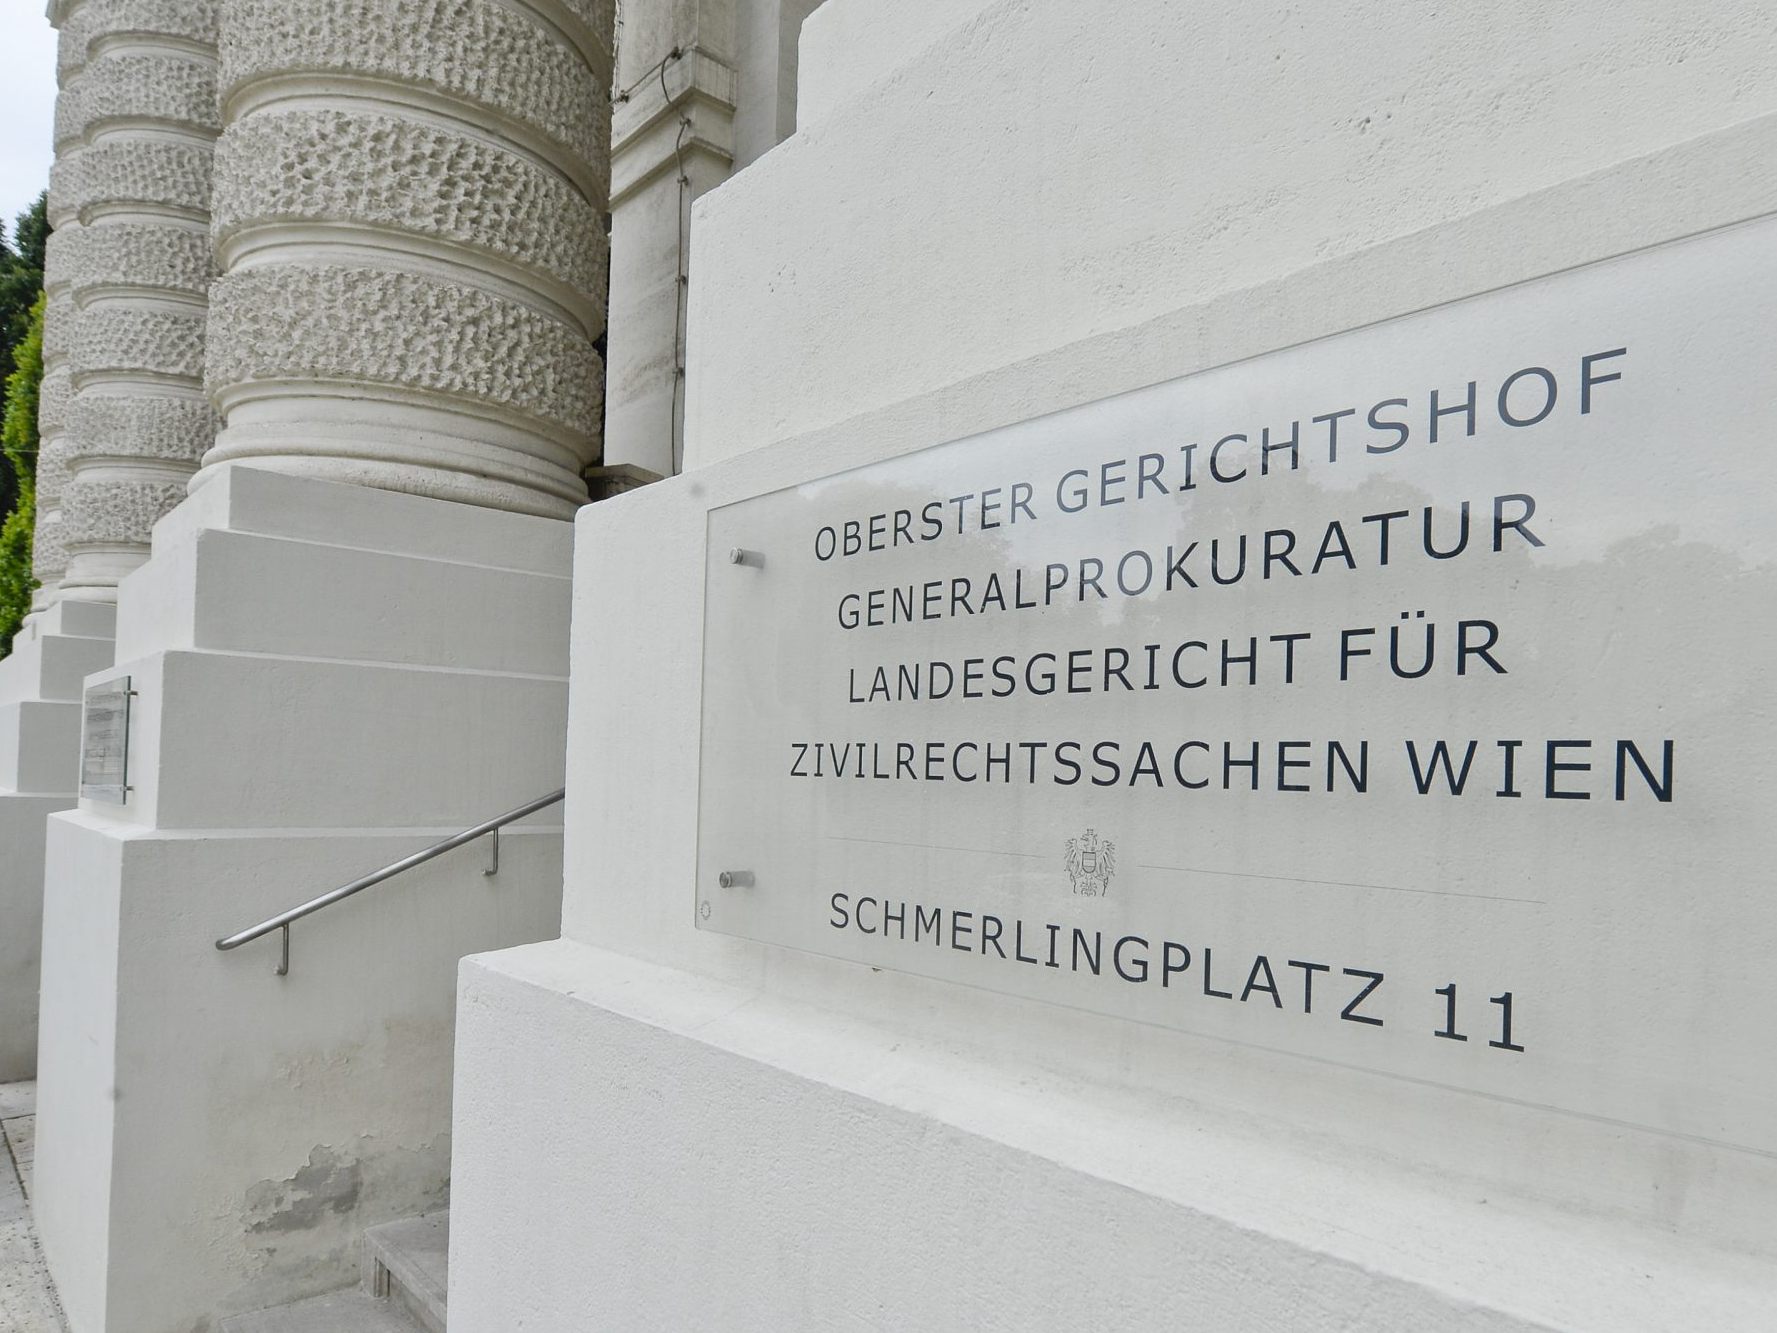 OBERSTER GERICHTSHOF
GENERALPROKURATUR
LANDESGERICHT FÜR
ZIVILRECHTSSACHEN WIEN
SCHMERLINGPLATZ 11